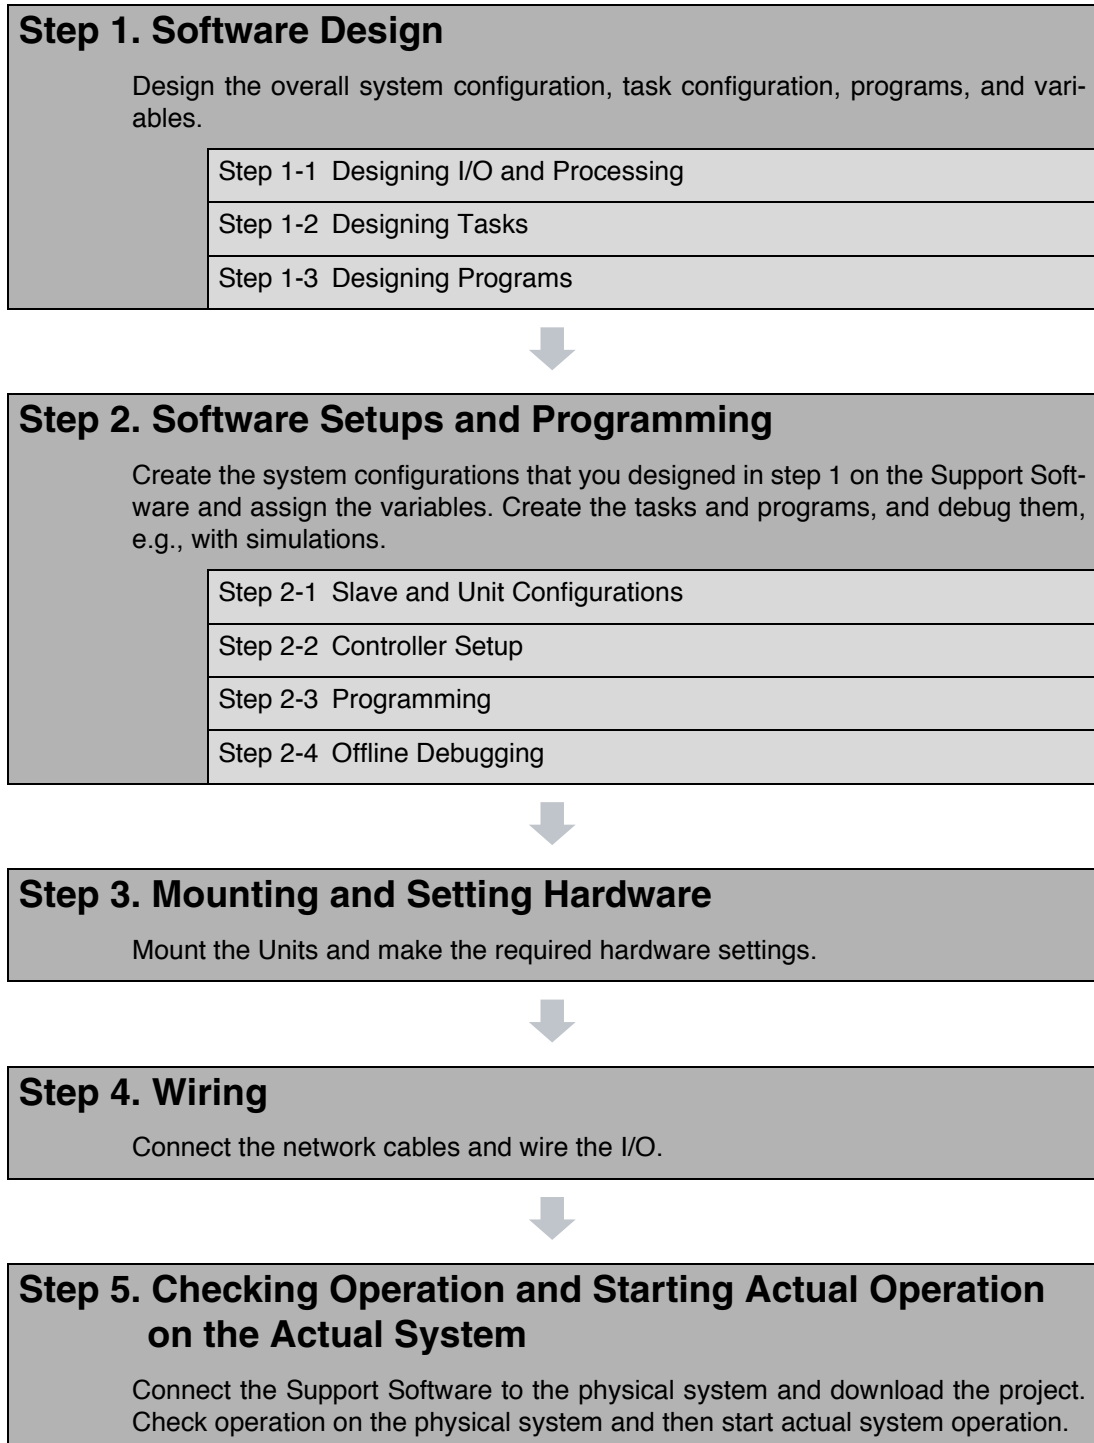 Step 1. Software Design
Design the overall system configuration, task configuration, programs, and vari-
ables.
Step 1-1 Designing I/O and Processing
Step 1-2 Designing Tasks
Step 1-3 Designing Programs
Step 2. Software Setups and Programming
Create the system configurations that you designed in step 1 on the Support Soft-
ware and assign the variables. Create the tasks and programs, and debug them,
e.g., with simulations.
Step 2-1 Slave and Unit Configurations
Step 2-2 Controller Setup
Step 2-3 Programming
Step 2-4 Offline Debugging
Step 3. Mounting and Setting Hardware
Mount the Units and make the required hardware settings.
Step 4. Wiring
Connect the network cables and wire the I/O.
Step 5. Checking Operation and Starting Actual Operation
on the Actual System
Connect the Support Software to the physical system and download the project.
Check operation on the physical system and then start actual system operation.